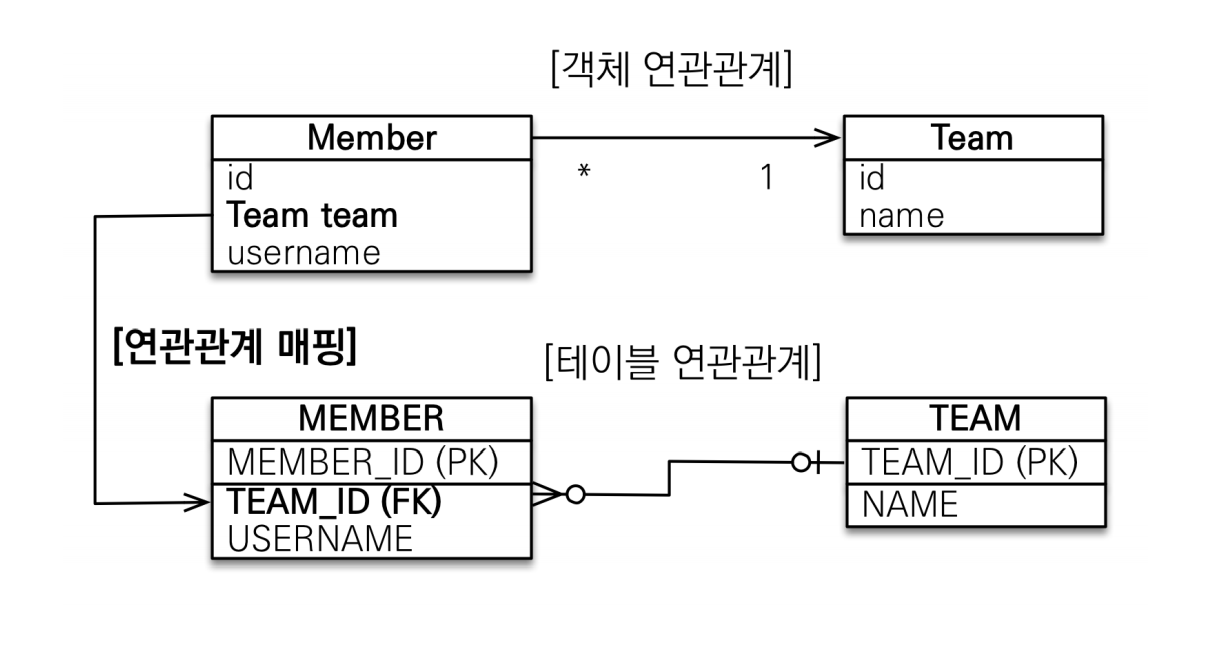 [객체 연관관계]
Member
id
Team team
username
* 1
Team
id
name
[연관관계 매핑]
[테이블 연관관계]
MEMBER
MEMBER_ID (PK)
TEAM_ID (FK)
USERNAME
TEAM
TEAM_ID (PK)
NAME